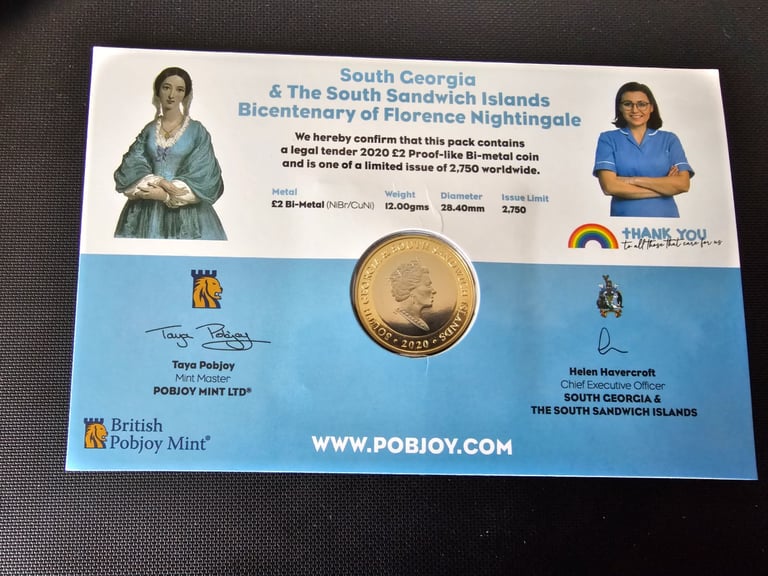 South Georgia
& The South Sandwich Islands
Bicentenary of Florence Nightingale
We hereby confirm that this pack contains
a legal tender 2020 £2 Proof-like Bi-metal coin
and is one of a limited issue of 2,750 worldwide.
Metal Weight Diameter Issue Limit
£2 Bi-Metal (NiBr/CuNi) 12.00gms 28.40mm 2,750
THANK YOU
to all those that care for us
SOUTH GEORGIA & SOUTH SANDWICH ISLANDS
• 2020 •
Taya Pobjoy
Taya Pobjoy
Mint Master
POBJOY MINT LTD®
Helen Havercroft
Chief Executive Officer
SOUTH GEORGIA &
THE SOUTH SANDWICH ISLANDS
British
Pobjoy Mint®
WWW.POBJOY.COM